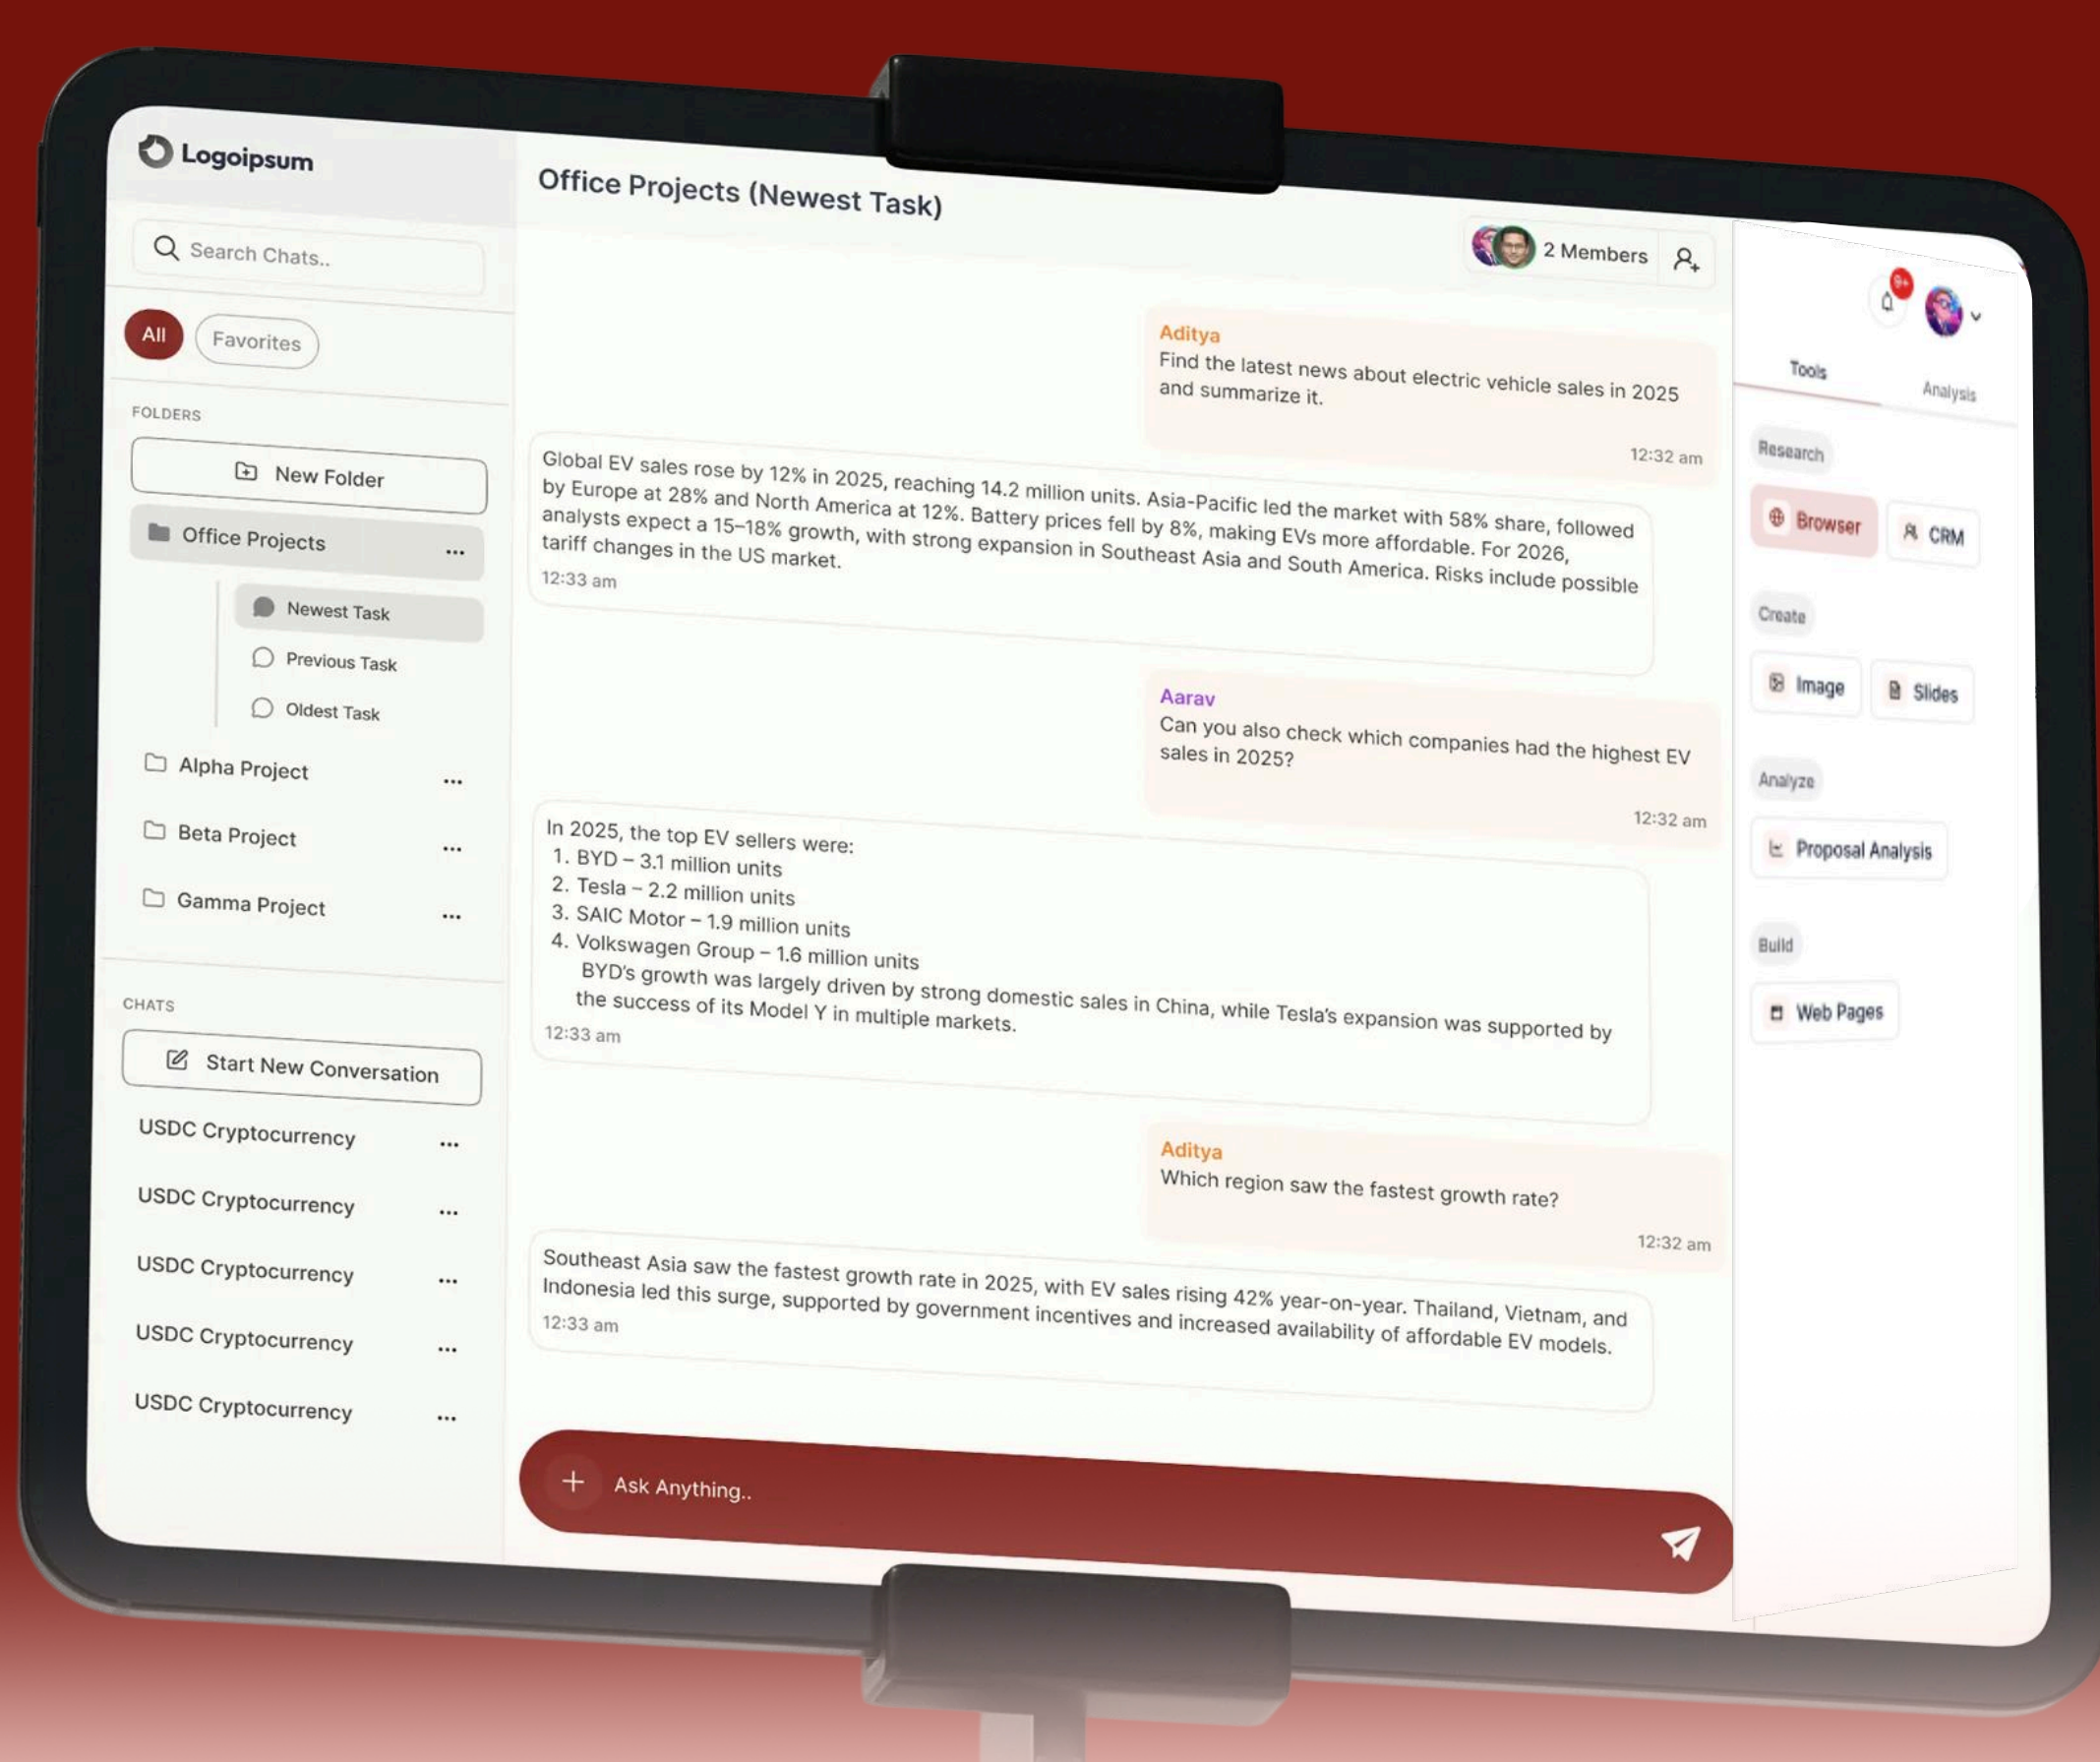 Logoipsum
Search Chats..
All
Favorites
FOLDERS
New Folder
Office Projects
Newest Task
Previous Task
Oldest Task
Alpha Project
Beta Project
Gamma Project
CHATS
Start New Conversation
USDC Cryptocurrency
USDC Cryptocurrency
USDC Cryptocurrency
USDC Cryptocurrency
USDC Cryptocurrency
Office Projects (Newest Task)
2 Members
Aditya
Find the latest news about electric vehicle sales in 2025
and summarize it.
12:32 am
Global EV sales rose by 12% in 2025, reaching 14.2 million units. Asia-Pacific led the market with 58% share, followed
by Europe at 28% and North America at 12%. Battery prices fell by 8%, making EVs more affordable. For 2026,
analysts expect a 15–18% growth, with strong expansion in Southeast Asia and South America. Risks include possible
tariff changes in the US market.
12:33 am
Aarav
Can you also check which companies had the highest EV
sales in 2025?
12:32 am
In 2025, the top EV sellers were:
1. BYD – 3.1 million units
2. Tesla – 2.2 million units
3. SAIC Motor – 1.9 million units
4. Volkswagen Group – 1.6 million units
BYD's growth was largely driven by strong domestic sales in China, while Tesla's expansion was supported by
the success of its Model Y in multiple markets.
12:33 am
Aditya
Which region saw the fastest growth rate?
12:32 am
Southeast Asia saw the fastest growth rate in 2025, with EV sales rising 42% year-on-year. Thailand, Vietnam, and
Indonesia led this surge, supported by government incentives and increased availability of affordable EV models.
12:33 am
Ask Anything..
9+
Tools
Analysis
Research
Browser
CRM
Create
Image
Slides
Analyze
Proposal Analysis
Build
Web Pages